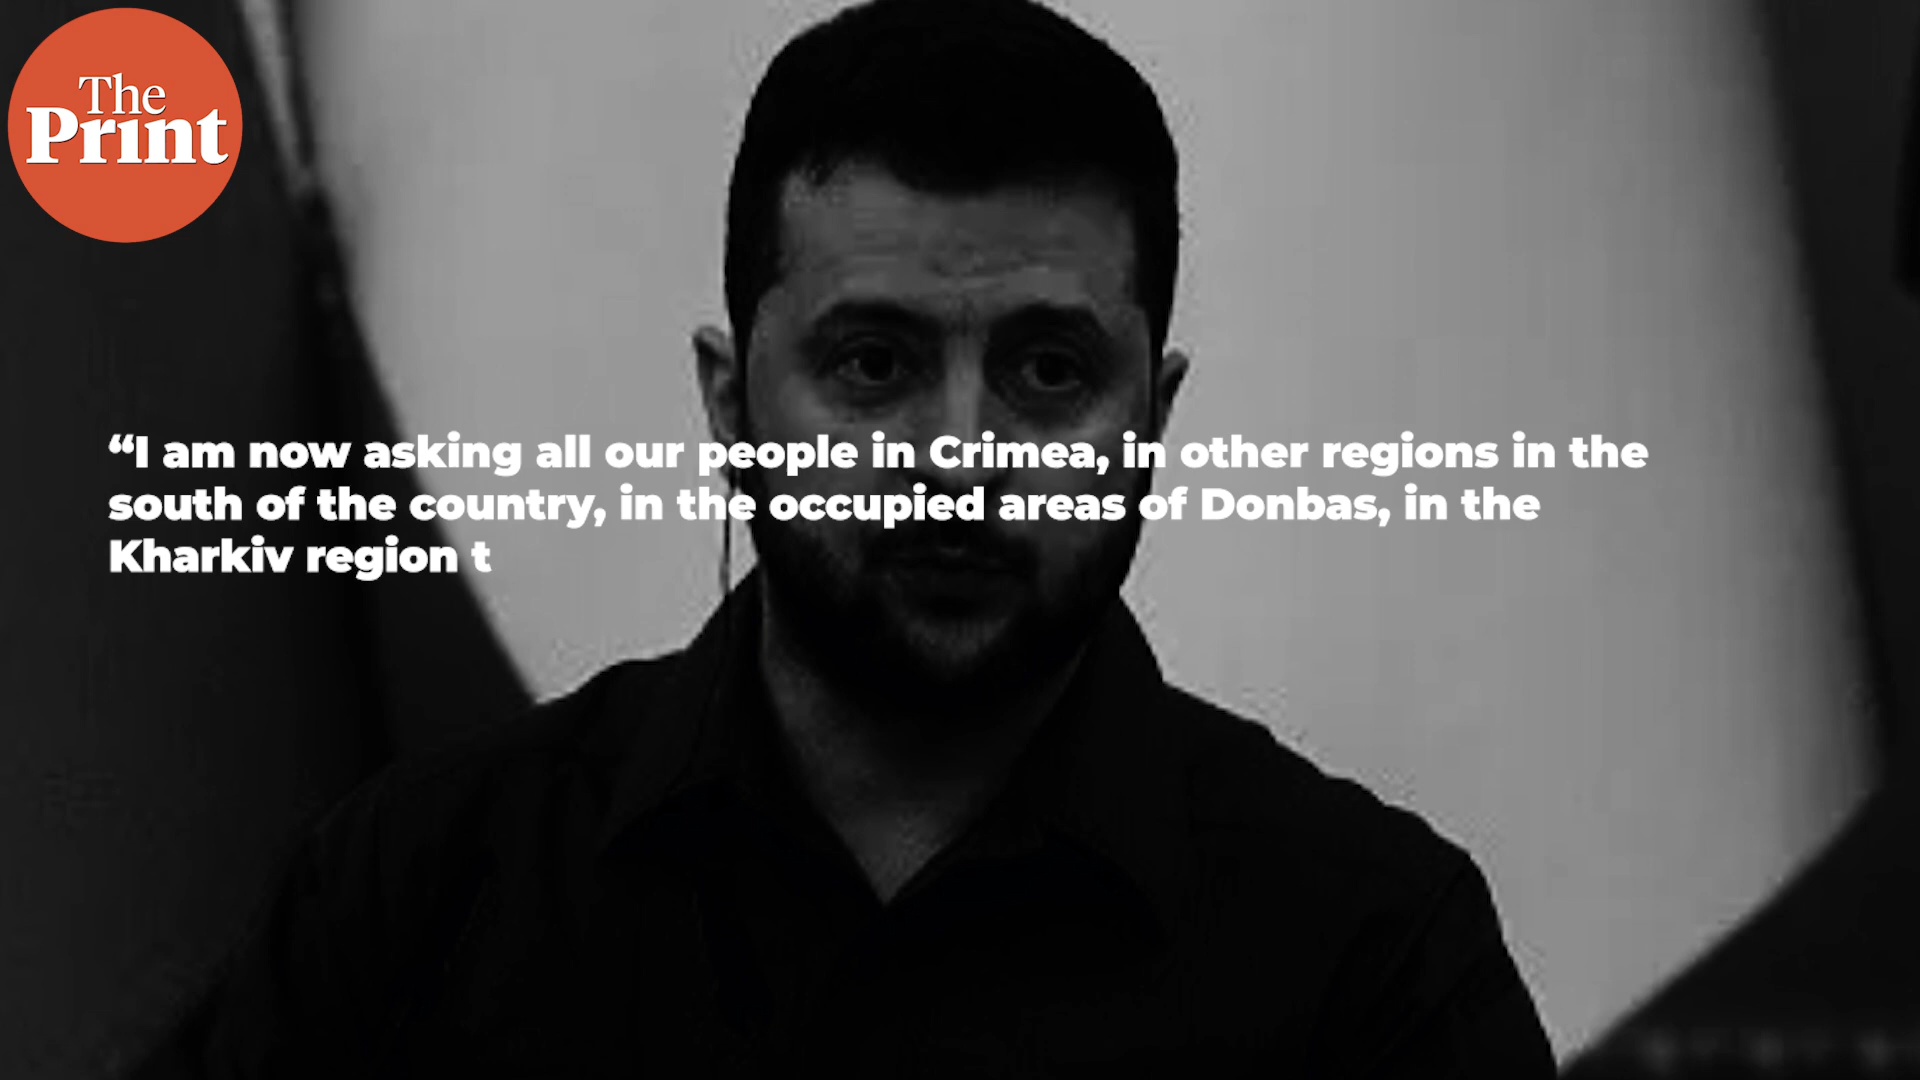 The
Print
“I am now asking all our people in Crimea, in other regions in the
south of the country, in the occupied areas of Donbas, in the
Kharkiv region t